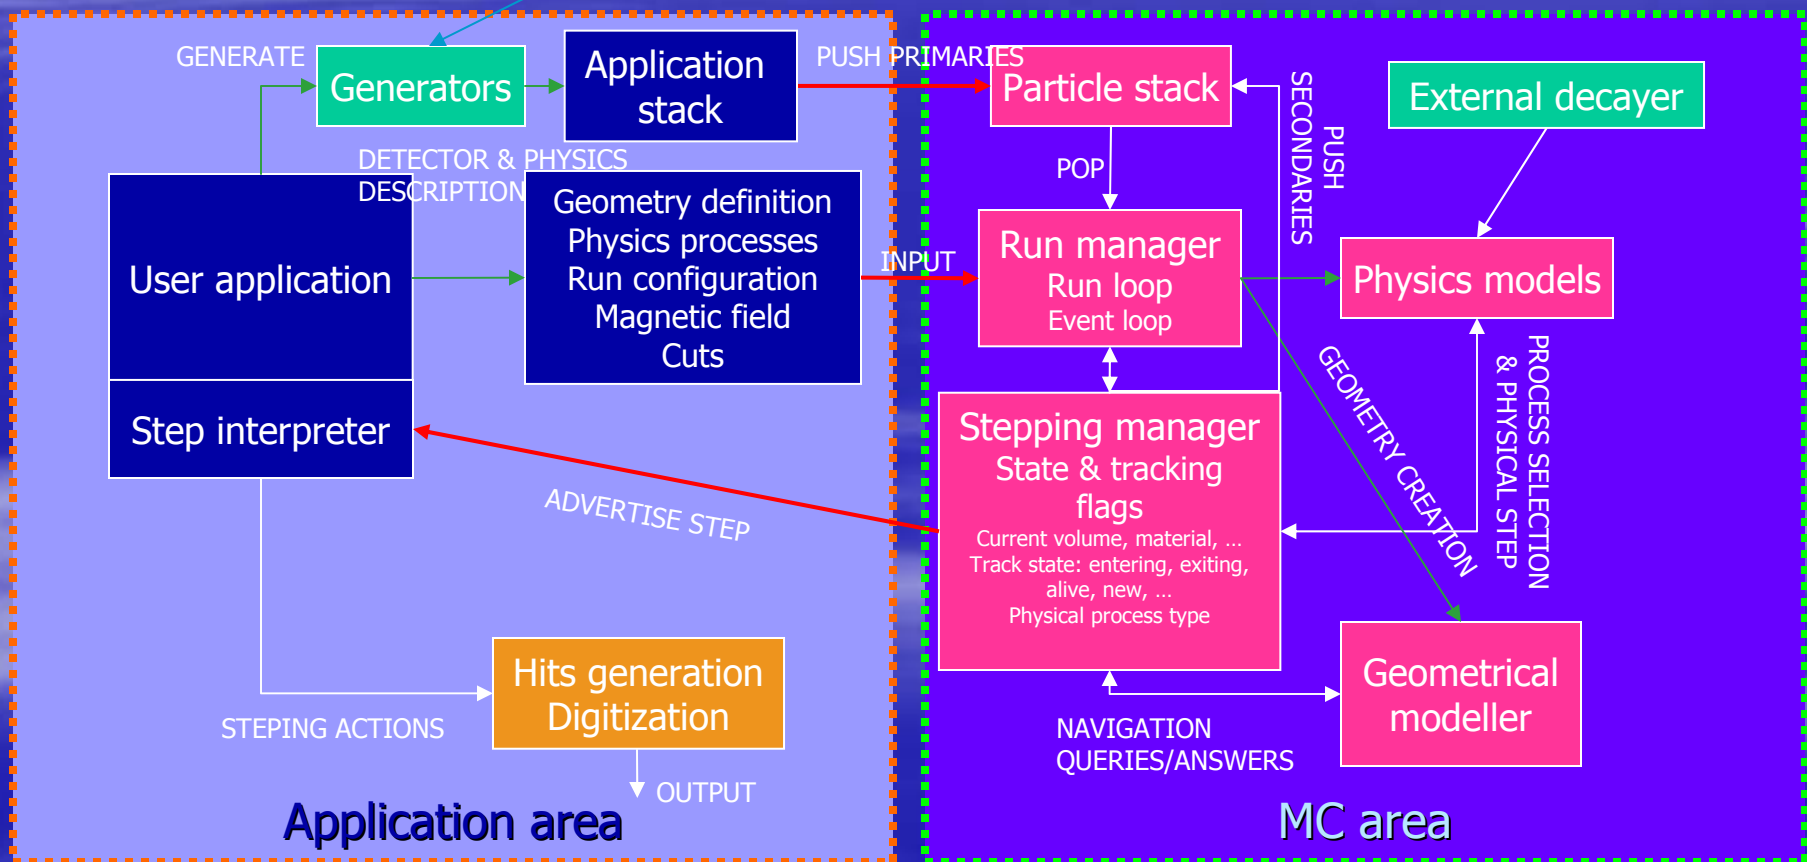 GENERATE
Generators
Application
stack
PUSH PRIMARIES
Particle stack
PUSH
SECONDARIES
External decayer
DETECTOR & PHYSICS
DESCRIPTION
POP
User application
Geometry definition
Physics processes
Run configuration
Magnetic field
Cuts
INPUT
Run manager
Run loop
Event loop
Physics models
Step interpreter
ADVERTISE STEP
Stepping manager
State & tracking
flags
Current volume, material, ...
Track state: entering, exiting,
alive, new, ...
Physical process type
GEOMETRY CREATION
PROCESS SELECTION
& PHYSICAL STEP
STEPING ACTIONS
Hits generation
Digitization
OUTPUT
NAVIGATION
QUERIES/ANSWERS
Geometrical
modeller
Application area
MC area